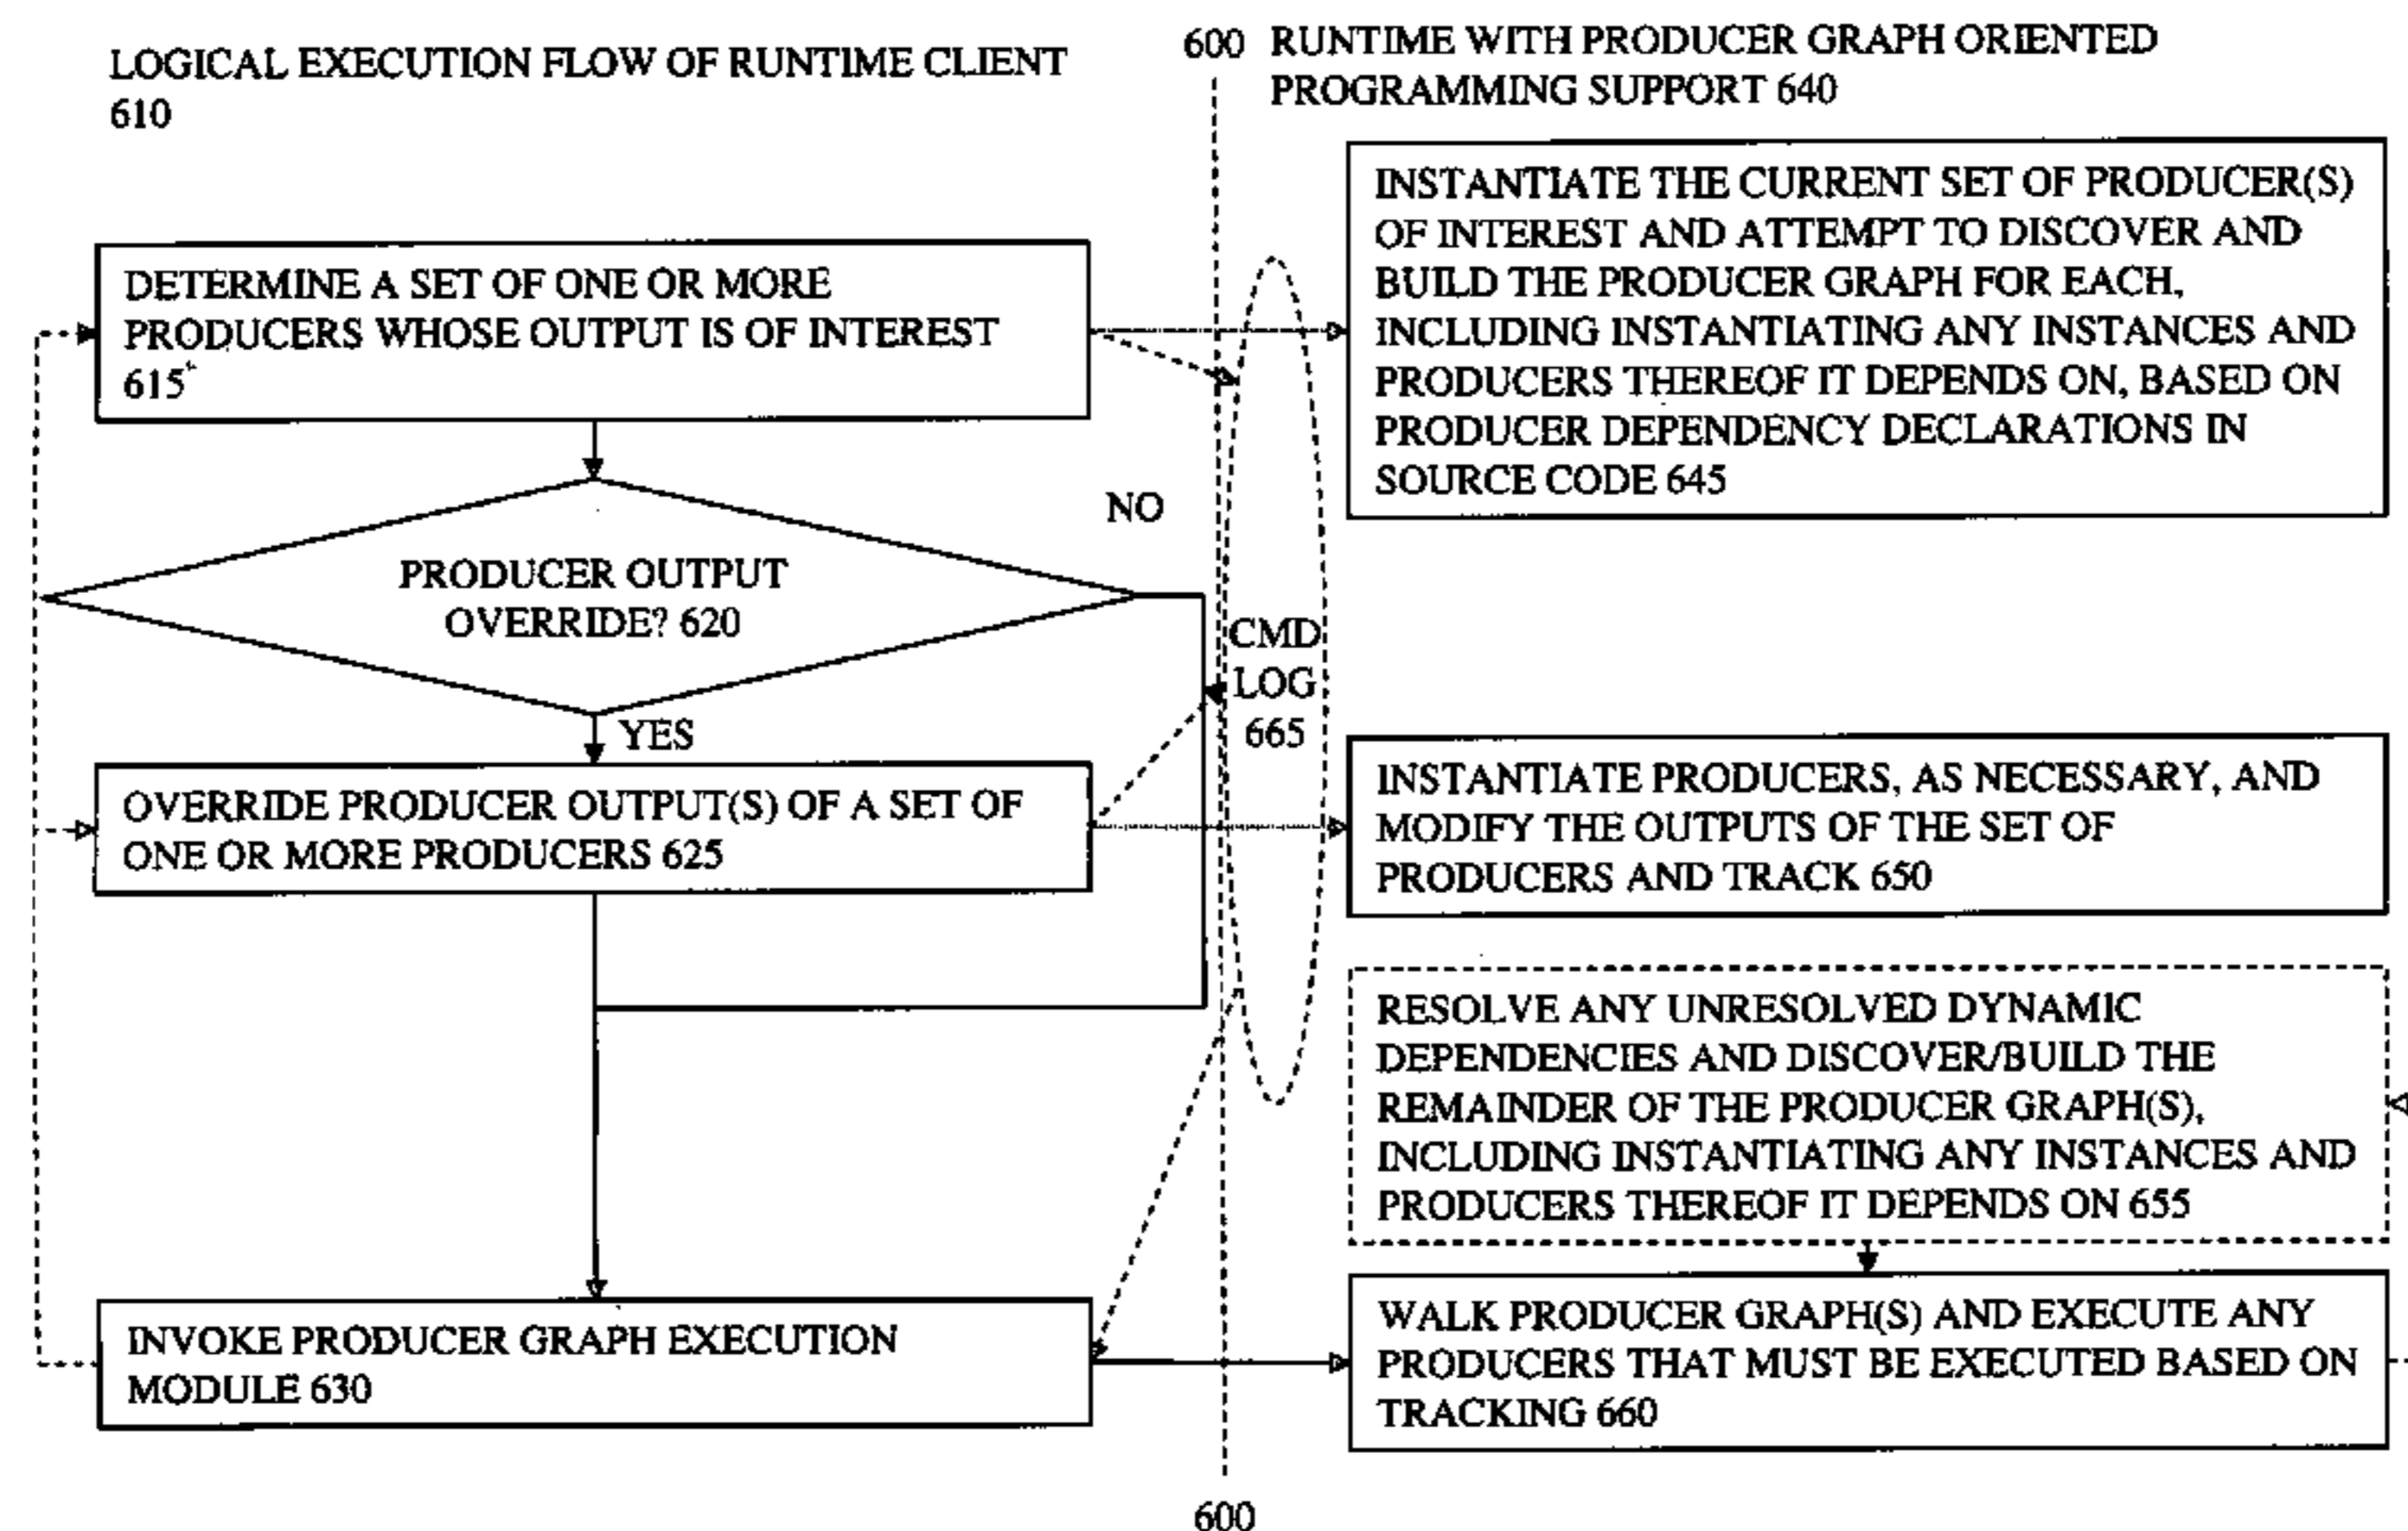 LOGICAL EXECUTION FLOW OF RUNTIME CLIENT
610
600
RUNTIME WITH PRODUCER GRAPH ORIENTED
PROGRAMMING SUPPORT 640
DETERMINE A SET OF ONE OR MORE
PRODUCERS WHOSE OUTPUT IS OF INTEREST
615
INSTANTIATE THE CURRENT SET OF PRODUCER(S)
OF INTEREST AND ATTEMPT TO DISCOVER AND
BUILD THE PRODUCER GRAPH FOR EACH,
INCLUDING INSTANTIATING ANY INSTANCES AND
PRODUCERS THEREOF IT DEPENDS ON, BASED ON
PRODUCER DEPENDENCY DECLARATIONS IN
SOURCE CODE 645
NO
PRODUCER OUTPUT
OVERRIDE? 620
CMD
LOG
665
YES
OVERRIDE PRODUCER OUTPUT(S) OF A SET OF
ONE OR MORE PRODUCERS 625
INSTANTIATE PRODUCERS, AS NECESSARY, AND
MODIFY THE OUTPUTS OF THE SET OF
PRODUCERS AND TRACK 650
RESOLVE ANY UNRESOLVED DYNAMIC
DEPENDENCIES AND DISCOVER/BUILD THE
REMAINDER OF THE PRODUCER GRAPH(S),
INCLUDING INSTANTIATING ANY INSTANCES AND
PRODUCERS THEREOF IT DEPENDS ON 655
INVOKE PRODUCER GRAPH EXECUTION
MODULE 630
WALK PRODUCER GRAPH(S) AND EXECUTE ANY
PRODUCERS THAT MUST BE EXECUTED BASED ON
TRACKING 660
600